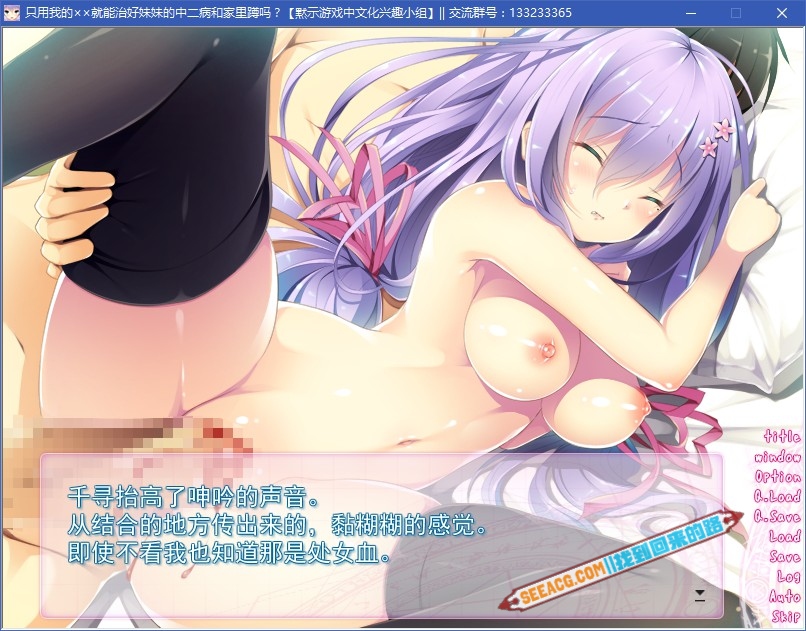 只用我的××就能治好妹妹的中二病和家里蹲吗？【默示游戏中文化兴趣小组】|| 交流群号：133233365
千寻抬高了呻吟的声音。
从结合的地方传出来的，黏糊糊的感觉。
即使不看我也知道那是处女血。
SEEACG.COM||找到回来的路
title
window
Option
Q.Load
Q.Save
Load
Save
Log
Auto
Skip